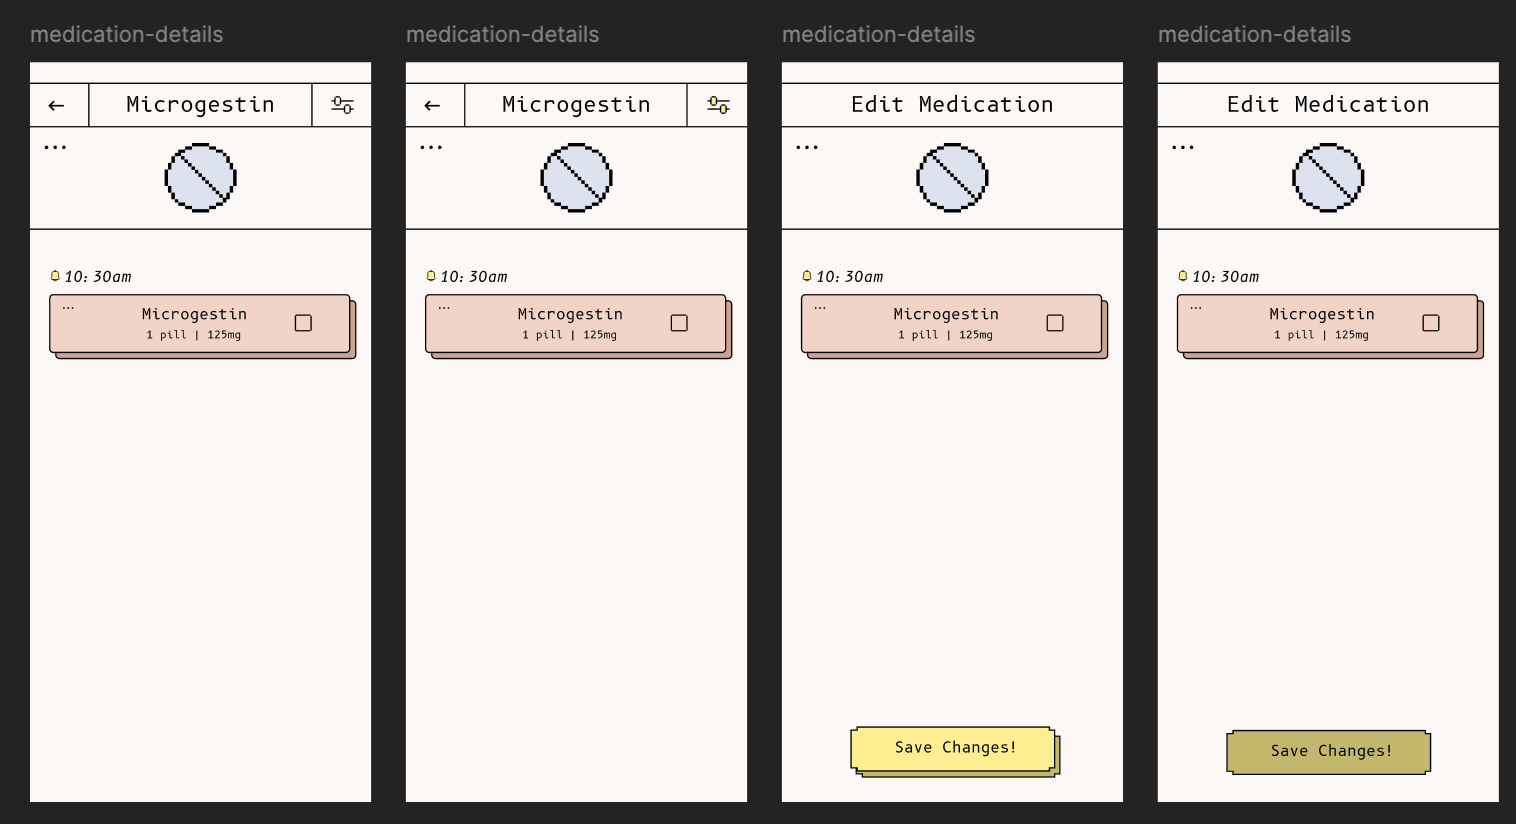 medication-details
Microgestin
...
10:30am
...
Microgestin
1 pill | 125mg
medication-details
Microgestin
...
10:30am
...
Microgestin
1 pill | 125mg
medication-details
Edit Medication
...
10:30am
...
Microgestin
1 pill | 125mg
Save Changes!
medication-details
Edit Medication
...
10:30am
...
Microgestin
1 pill | 125mg
Save Changes!